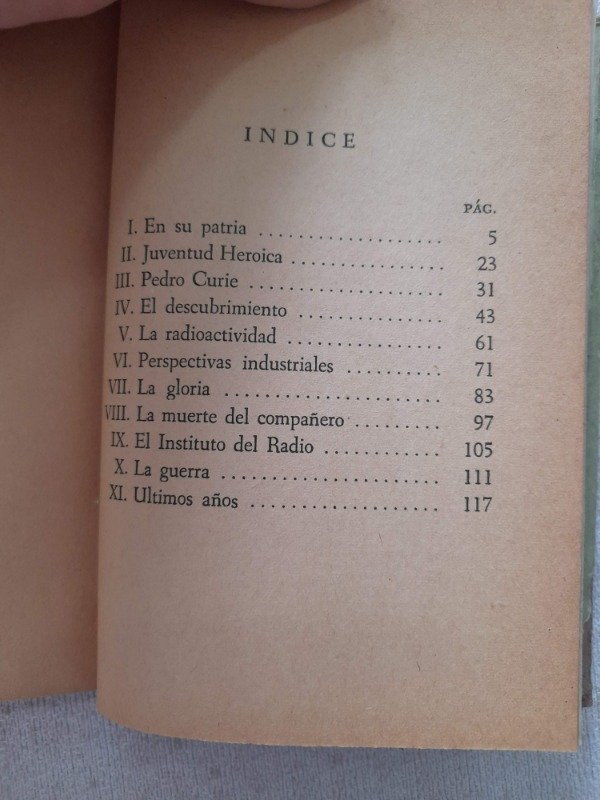 INDICE
PÁG.
I. En su patria .................... 5
II. Juventud Heroica ................ 23
III. Pedro Curie .................... 31
IV. El descubrimiento ................ 43
V. La radioactividad ................ 61
VI. Perspectivas industriales .......... 71
VII. La gloria ...................... 83
VIII. La muerte del compañero ......... 97
IX. El Instituto del Radio ............ 105
X. La guerra ...................... 111
XI. Ultimos años .................... 117